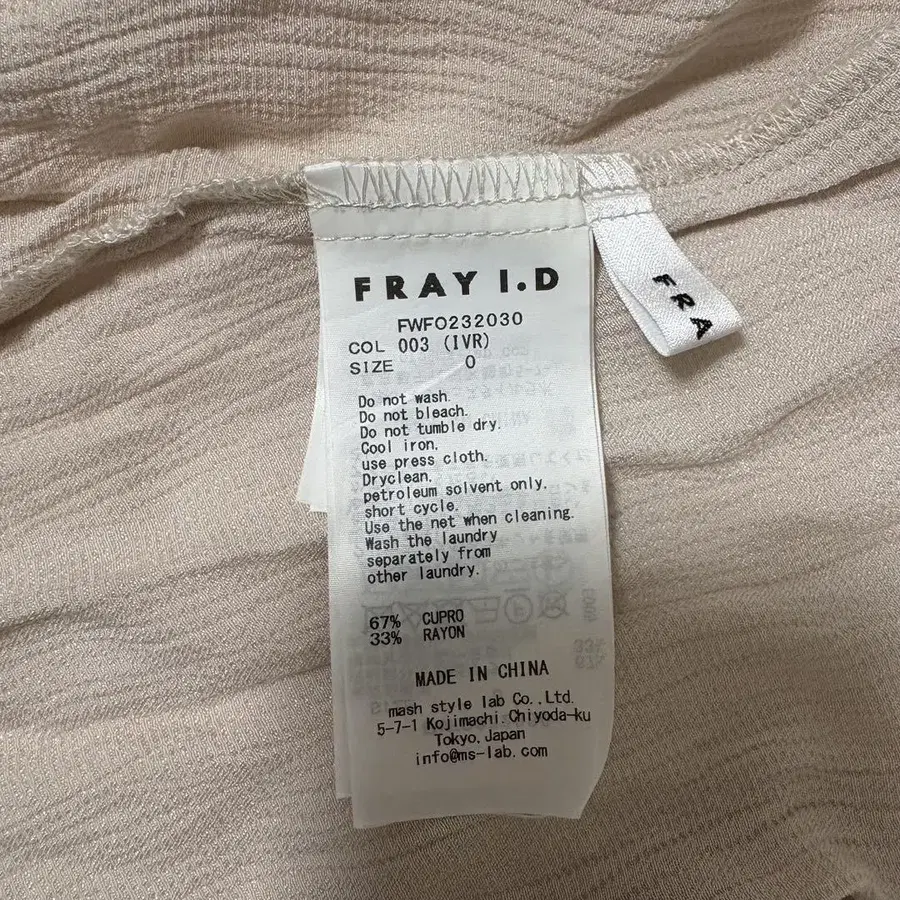 FRAY I.D
FWFO232030
COL 003 (IVR)
SIZE 0
Do not wash.
Do not bleach.
Do not tumble dry.
Cool iron,
use press cloth.
Dryclean,
petroleum solvent only,
short cycle.
Use the net when cleaning.
Wash the laundry
separately from
other laundry.
67% CUPRO
33% RAYON
MADE IN CHINA
mash style lab Co.,Ltd.
5-7-1 Kojimachi,Chiyoda-ku
Tokyo,Japan
info@ms-lab.com
FRA